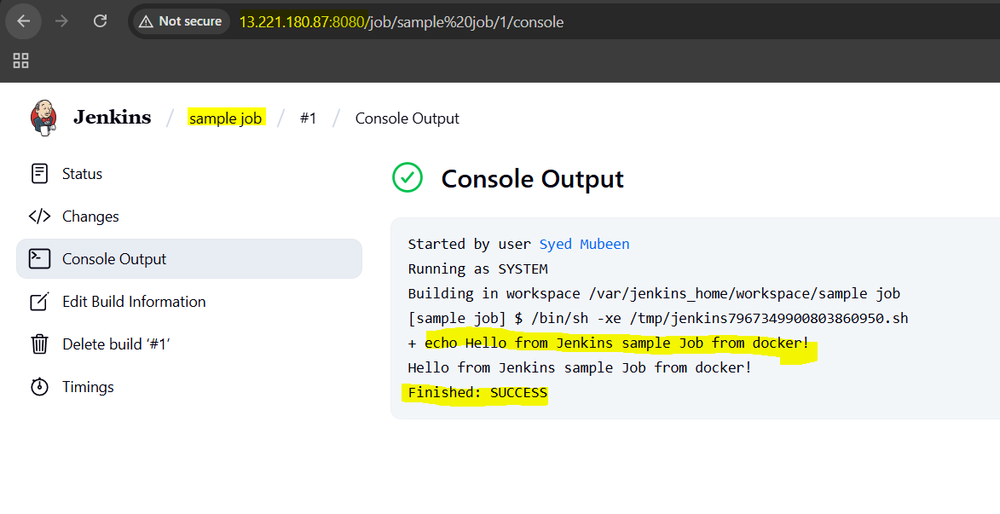 Not secure 13.221.180.87:8080/job/sample%20job/1/console
Jenkins / sample job / #1 / Console Output
Status
Changes
Console Output
Edit Build Information
Delete build ‘#1’
Timings
Console Output
Started by user Syed Mubeen
Running as SYSTEM
Building in workspace /var/jenkins_home/workspace/sample job
[sample job] $ /bin/sh -xe /tmp/jenkins7967349900803860950.sh
+ echo Hello from Jenkins sample Job from docker!
Hello from Jenkins sample Job from docker!
Finished: SUCCESS